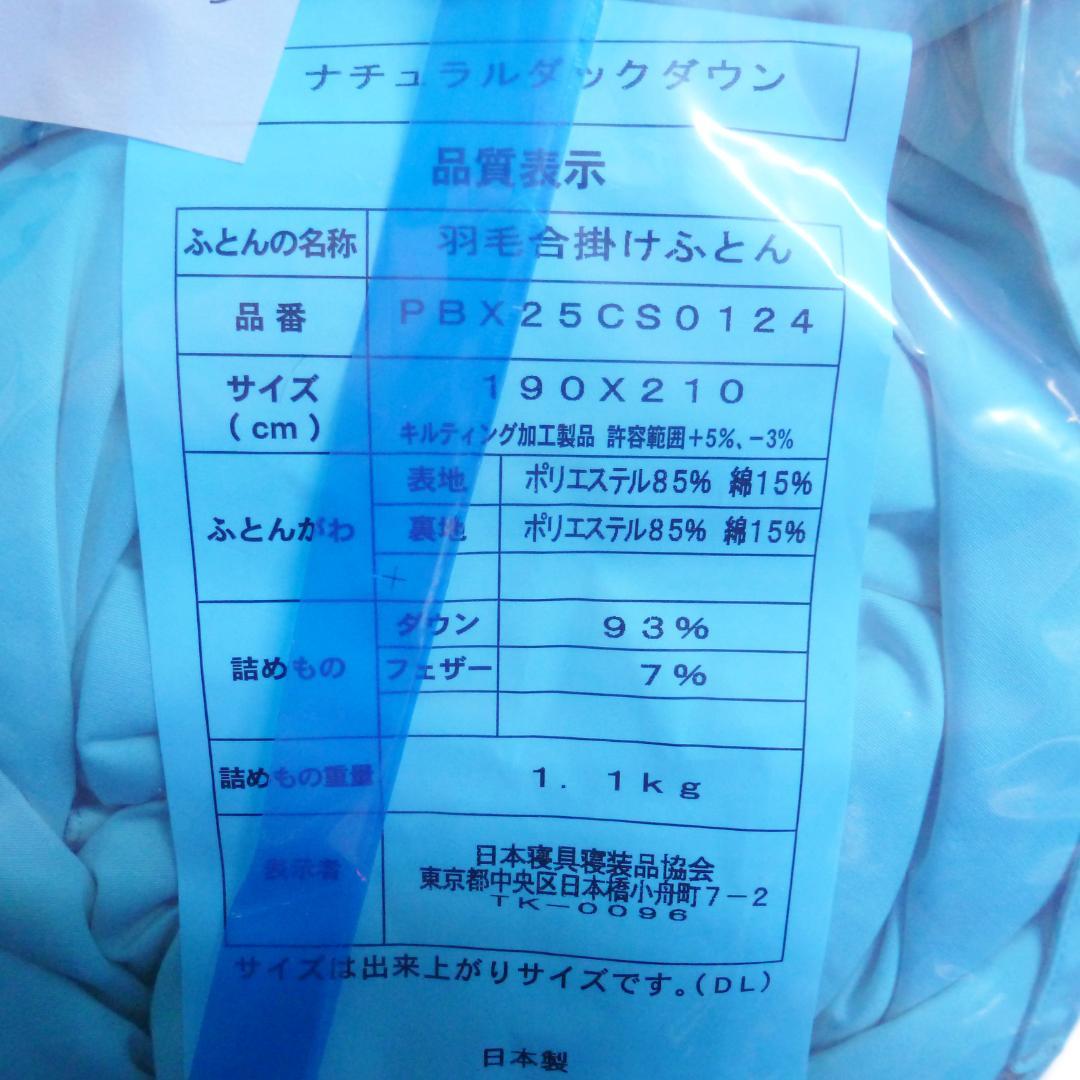 ナチュラルダックダウン
品質表示
ふとんの名称 羽毛合掛けふとん
品番 PBX25CS0124
サイズ(cm) 190X210
キルティング加工製品 許容範囲+5%、-3%
ふとんがわ 表地 ポリエステル85% 綿15%
裏地 ポリエステル85% 綿15%
詰めもの ダウン 93%
フェザー 7%
詰めもの重量 1.1kg
表示者 日本寝具寝装品協会
東京都中央区日本橋小舟町7-2
TK-0096
サイズは出来上がりサイズです。(DL)
日本製